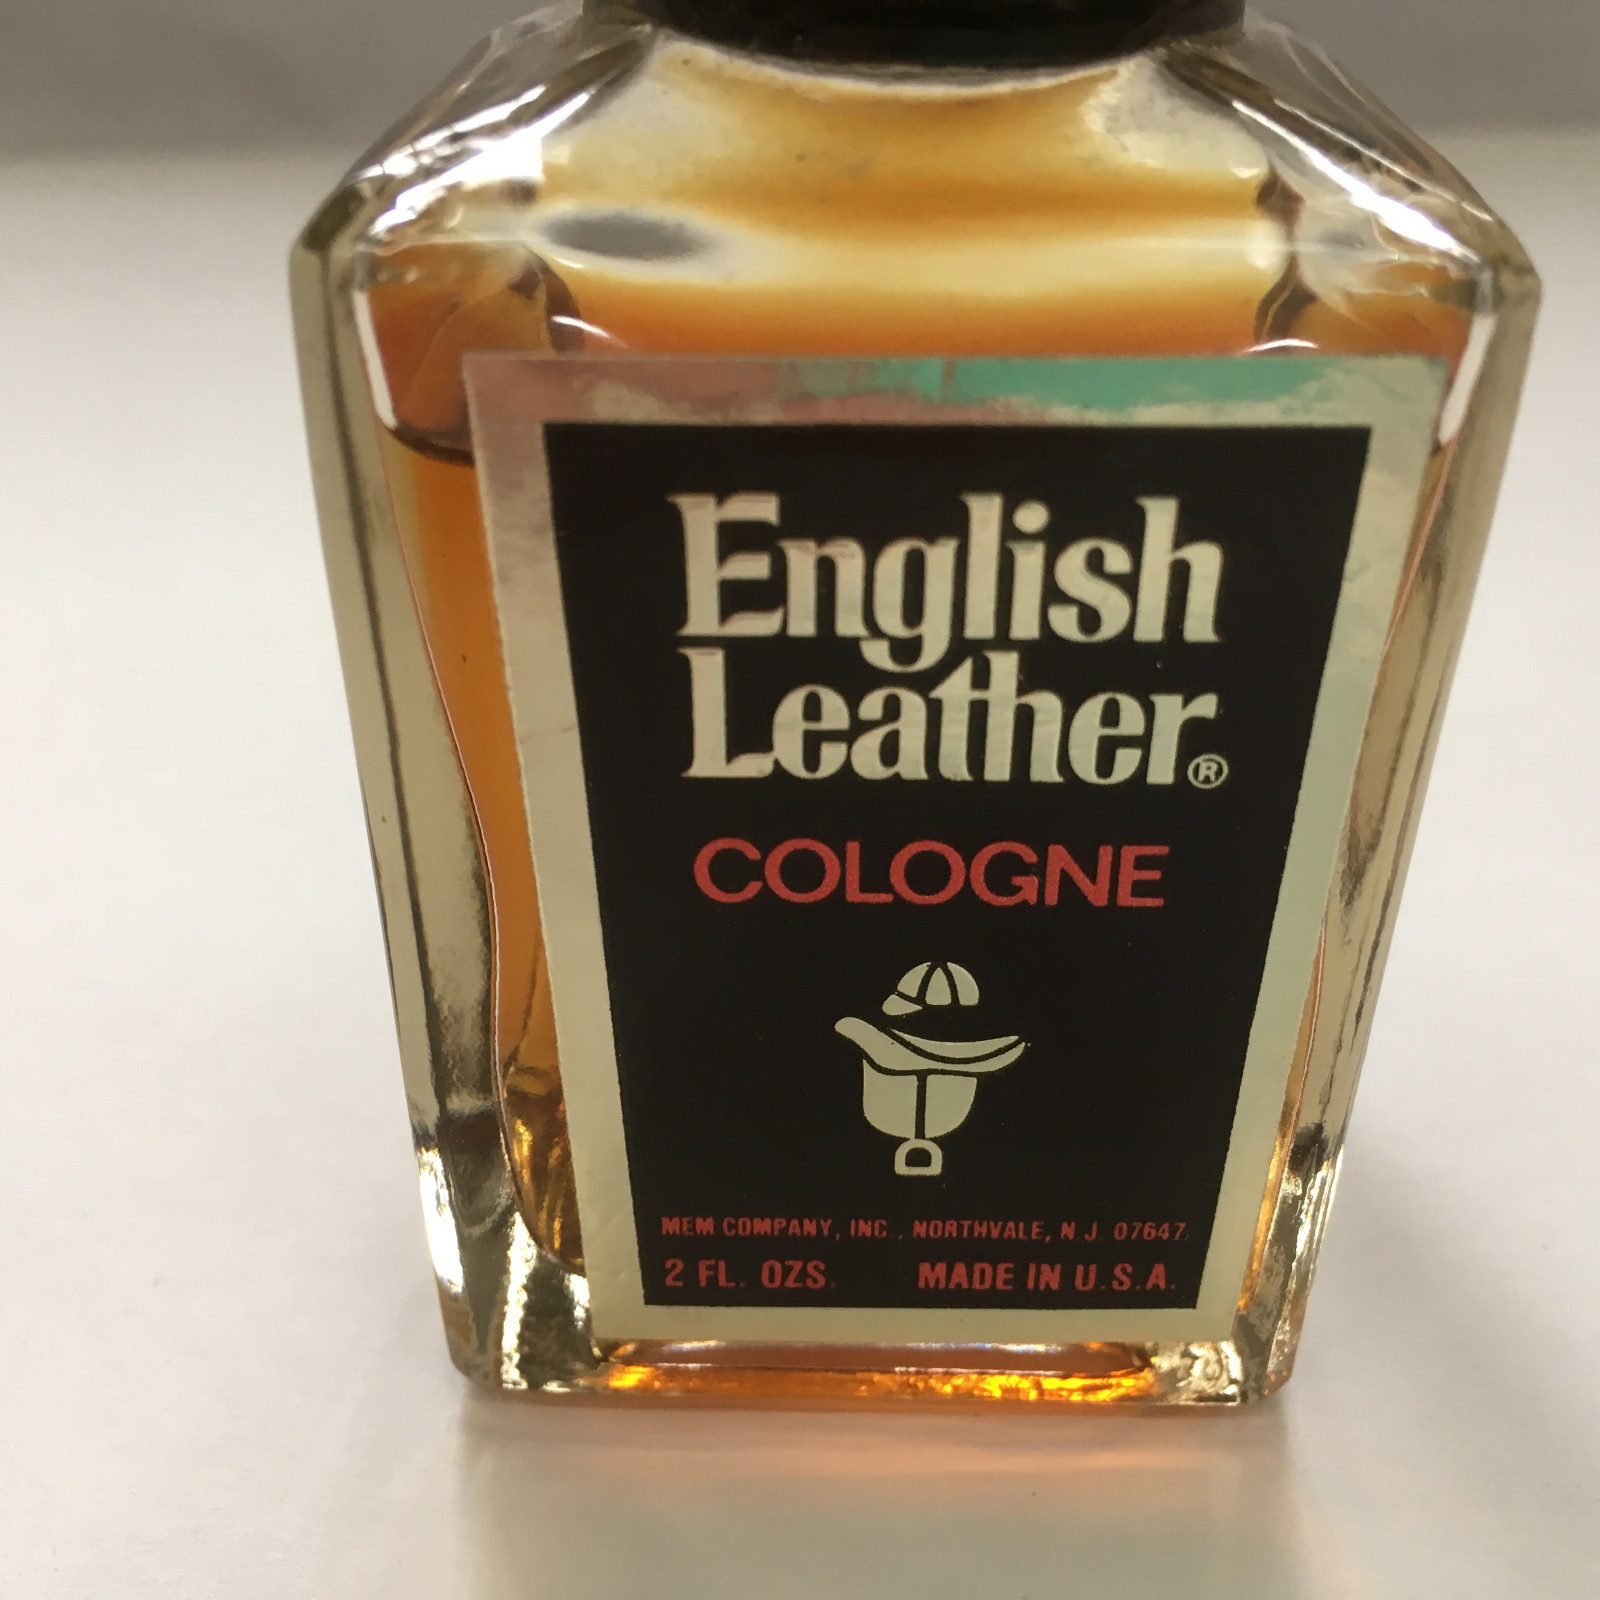 English
Leather®
COLOGNE
MEM COMPANY, INC., NORTHVALE, N.J. 07647
2 FL. OZS. MADE IN U.S.A.